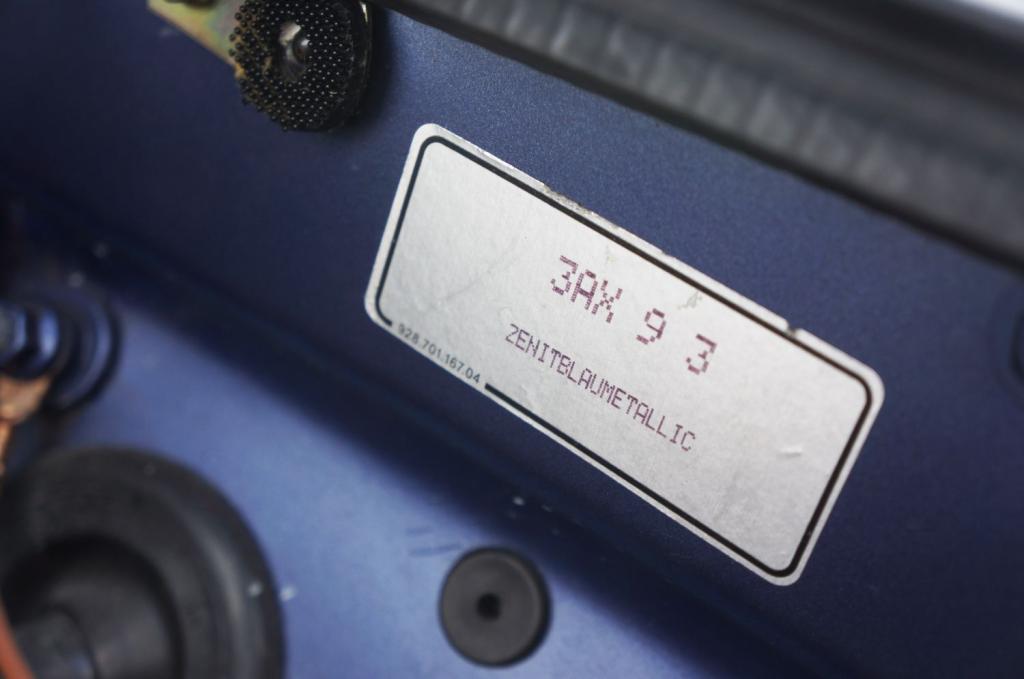 3AX 9 3
ZENITBLAUMETALLIC
928.701.167.04